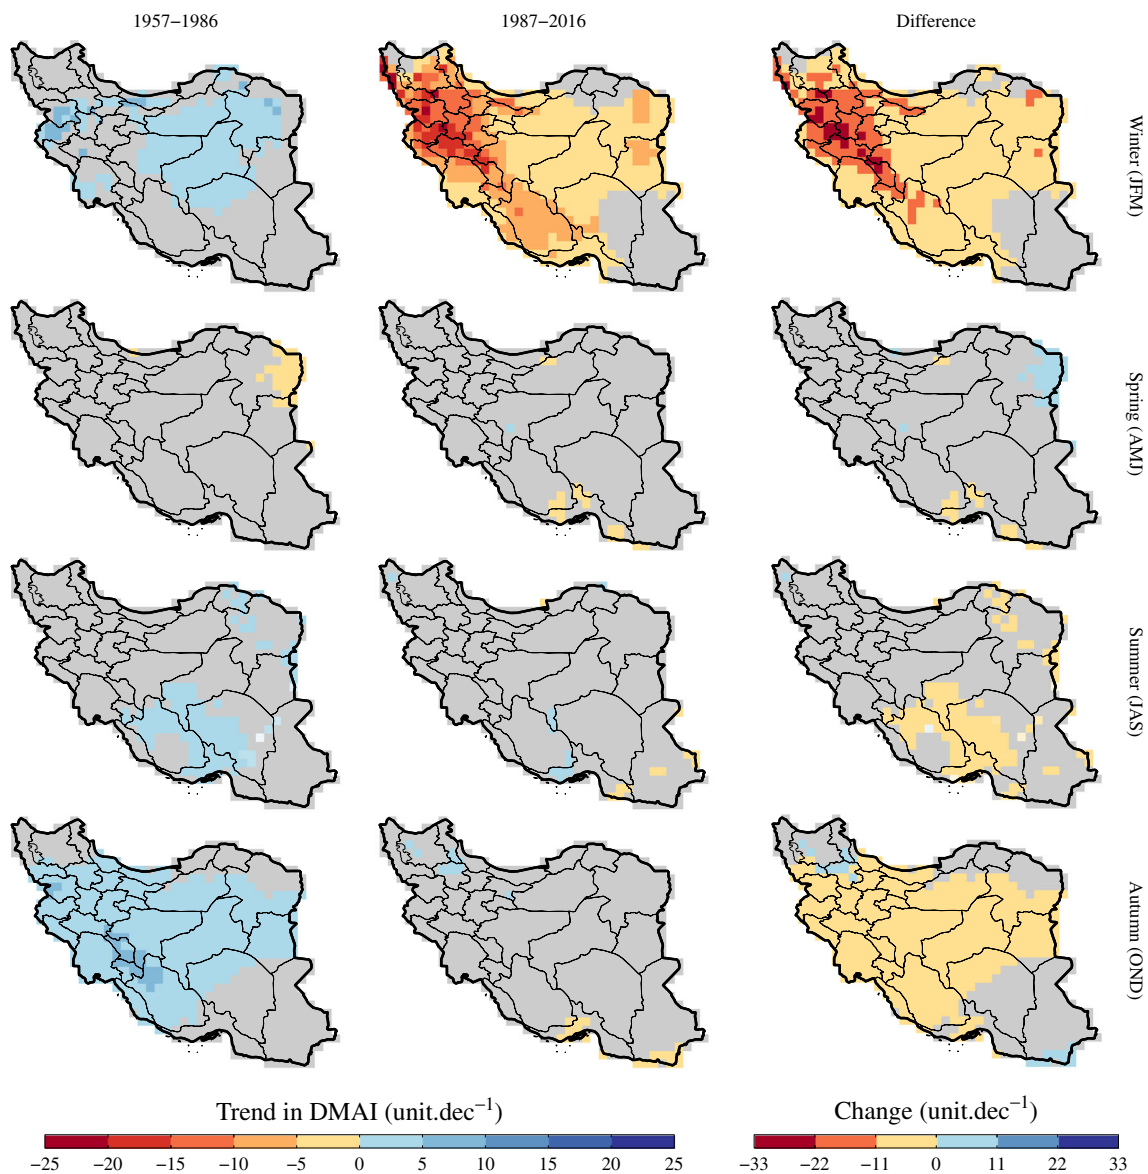 1957−1986 1987−2016 Difference
Winter (JFM)
Spring (AMJ)
Summer (JAS)
Autumn (OND)
Trend in DMAI (unit.dec⁻¹) Change (unit.dec⁻¹)
−25 −20 −15 −10 −5 0 5 10 15 20 25 −33 −22 −11 0 11 22 33